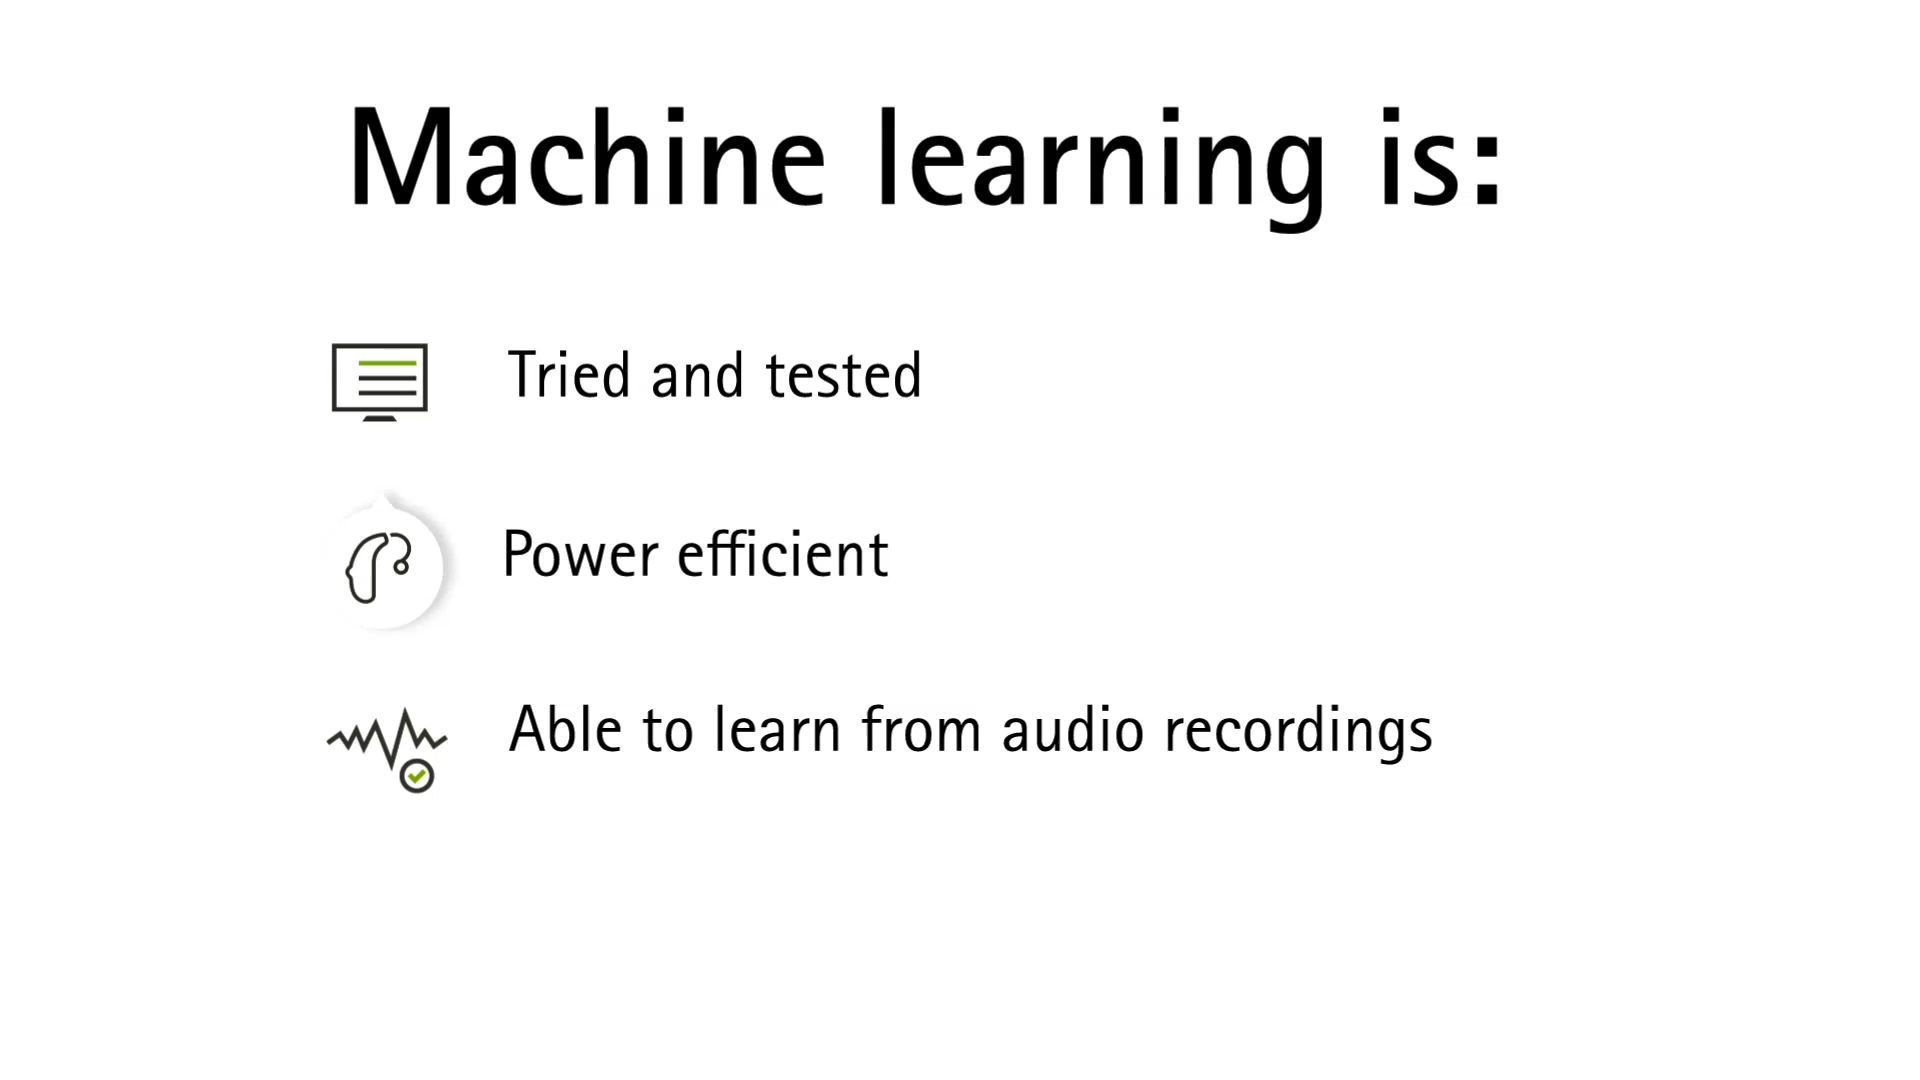 Machine learning is:
Tried and tested
Power efficient
Able to learn from audio recordings